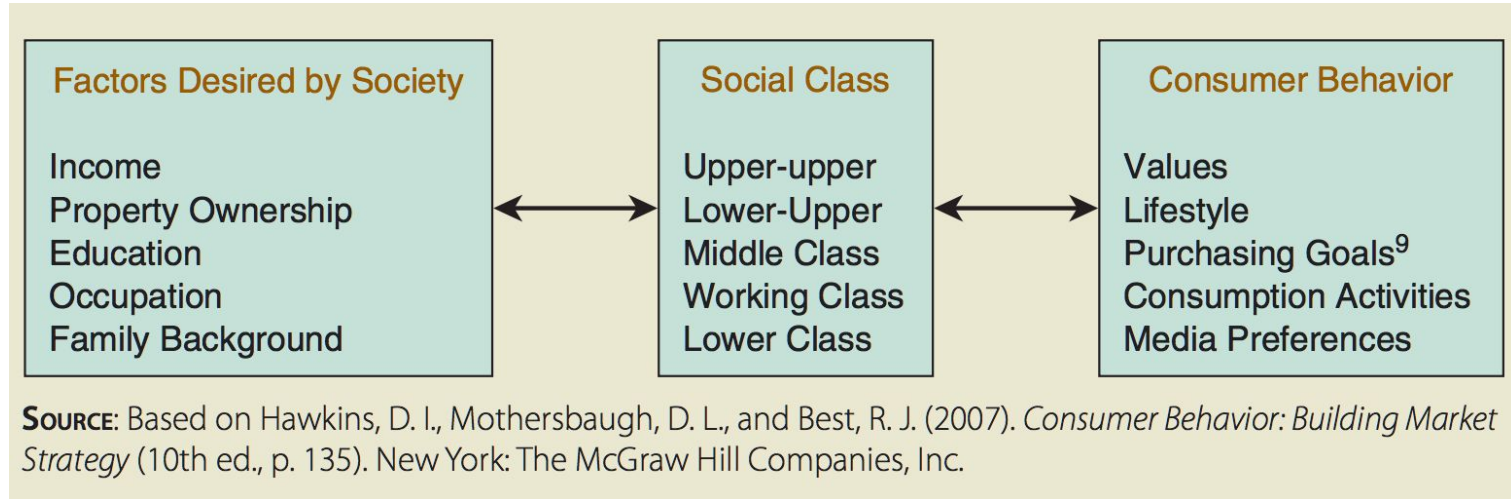 Factors Desired by Society
Income
Property Ownership
Education
Occupation
Family Background
Social Class
Upper-upper
Lower-Upper
Middle Class
Working Class
Lower Class
Consumer Behavior
Values
Lifestyle
Purchasing Goals⁹
Consumption Activities
Media Preferences
SOURCE: Based on Hawkins, D. I., Mothersbaugh, D. L., and Best, R. J. (2007). Consumer Behavior: Building Market
Strategy (10th ed., p. 135). New York: The McGraw Hill Companies, Inc.